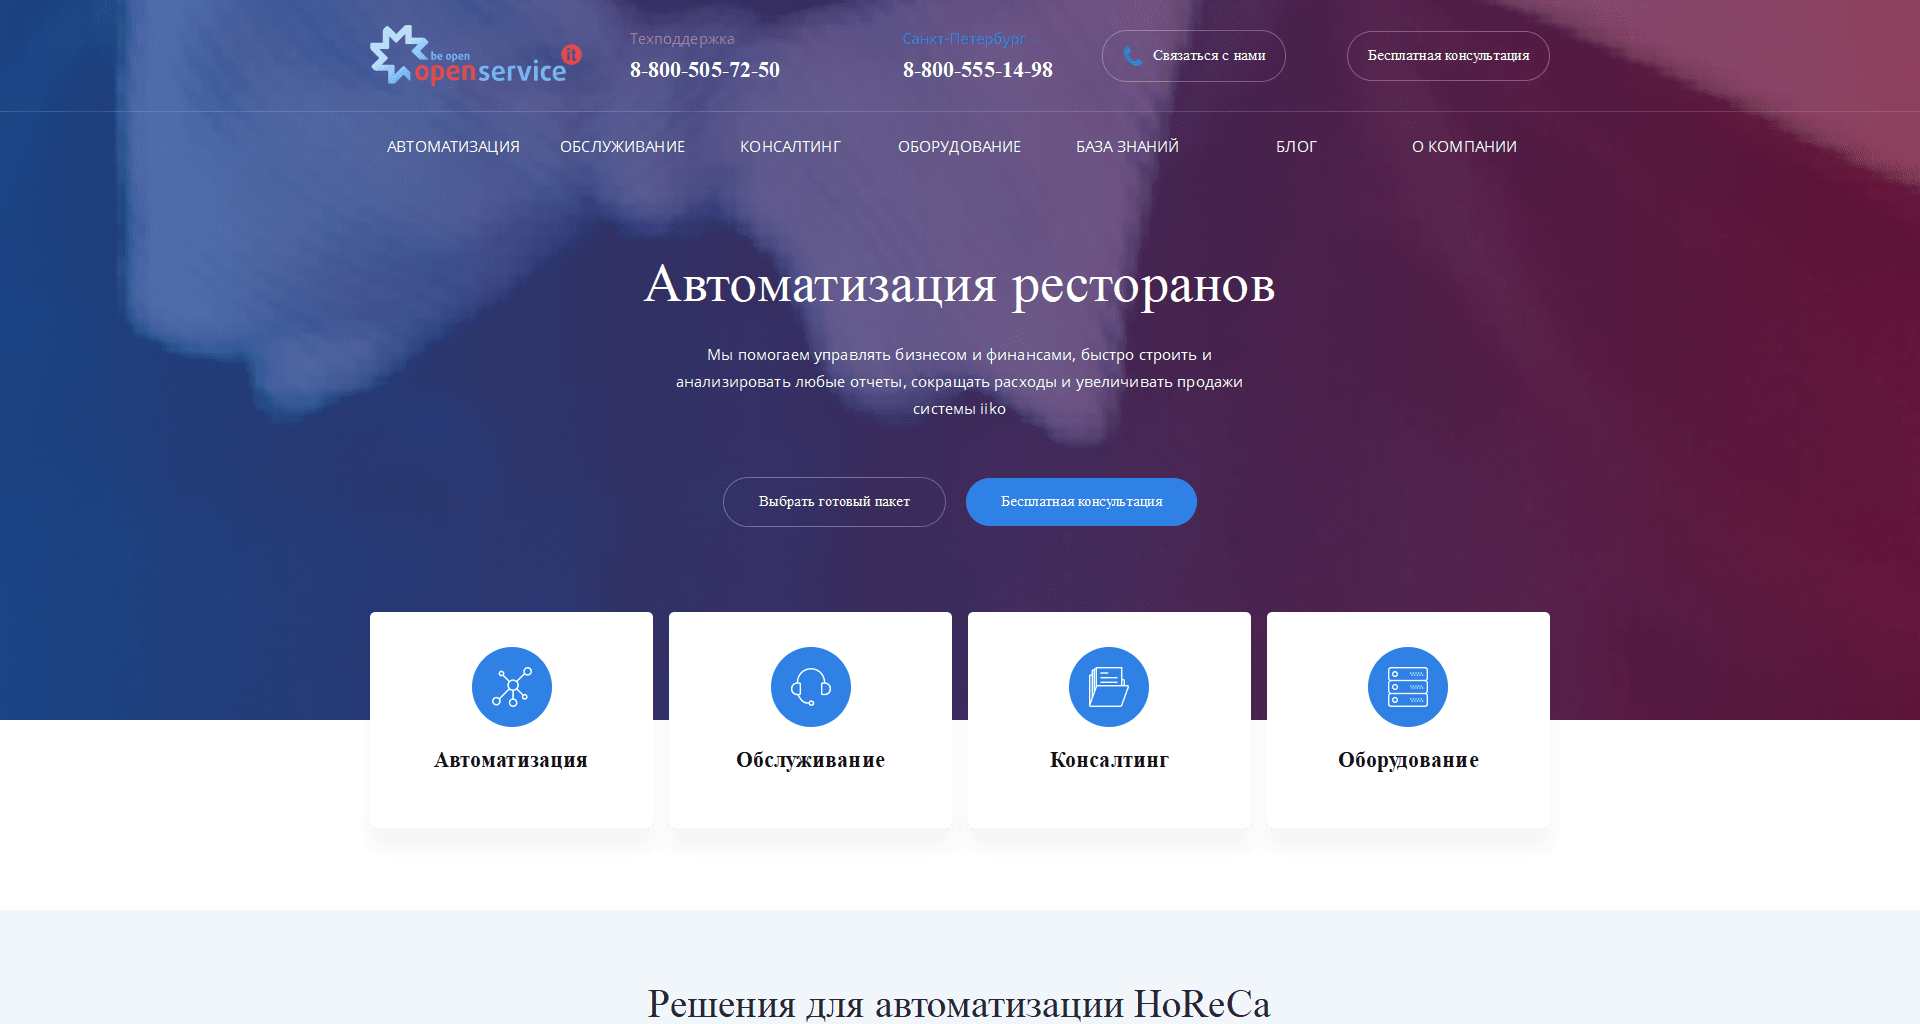 be open
openservice
it
Техподдержка
8-800-505-72-50
Санкт-Петербург
8-800-555-14-98
Связаться с нами
Бесплатная консультация
АВТОМАТИЗАЦИЯ
ОБСЛУЖИВАНИЕ
КОНСАЛТИНГ
ОБОРУДОВАНИЕ
БАЗА ЗНАНИЙ
БЛОГ
О КОМПАНИИ
Автоматизация ресторанов
Мы помогаем управлять бизнесом и финансами, быстро строить и
анализировать любые отчеты, сокращать расходы и увеличивать продажи
системы iiko
Выбрать готовый пакет
Бесплатная консультация
Автоматизация
Обслуживание
Консалтинг
Оборудование
Решения для автоматизации HoReCa